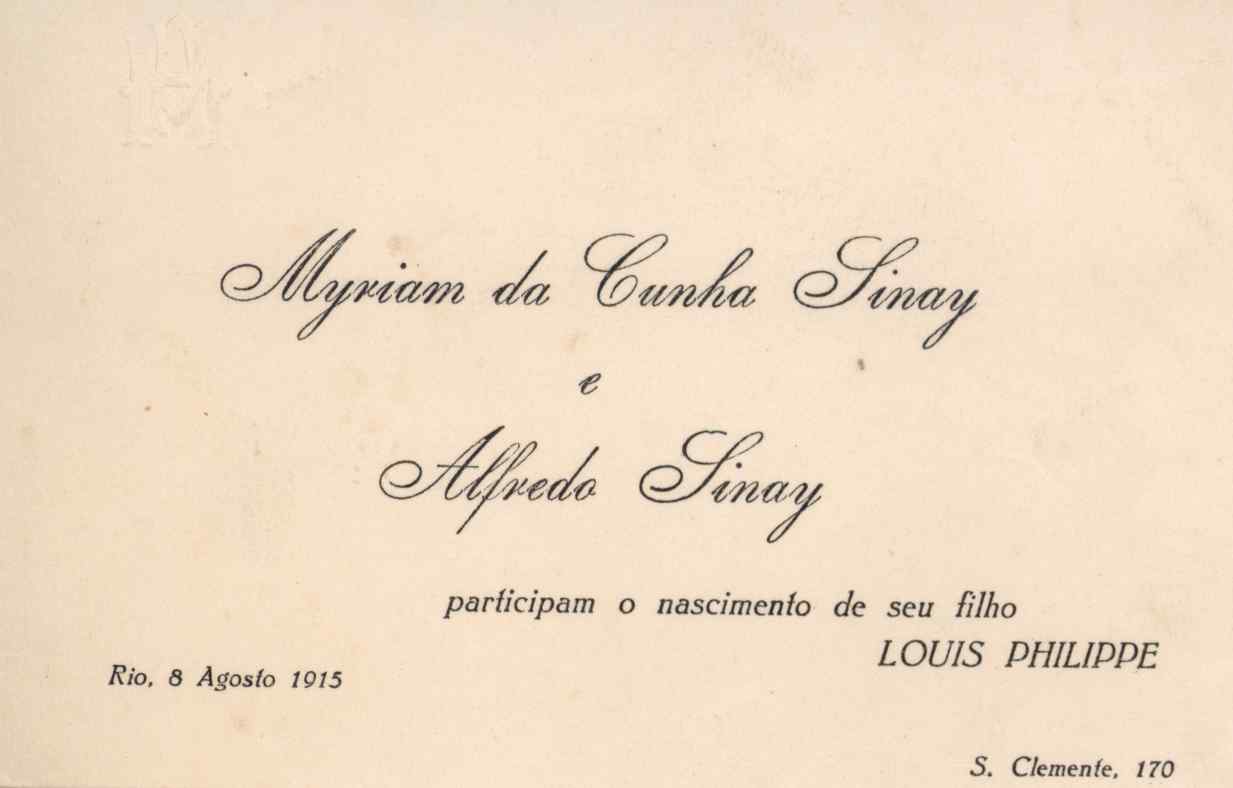 Myriam da Cunha Sinay
e
Alfredo Sinay
participam o nascimento de seu filho
LOUIS PHILIPPE
Rio, 8 Agosto 1915
S. Clemente, 170